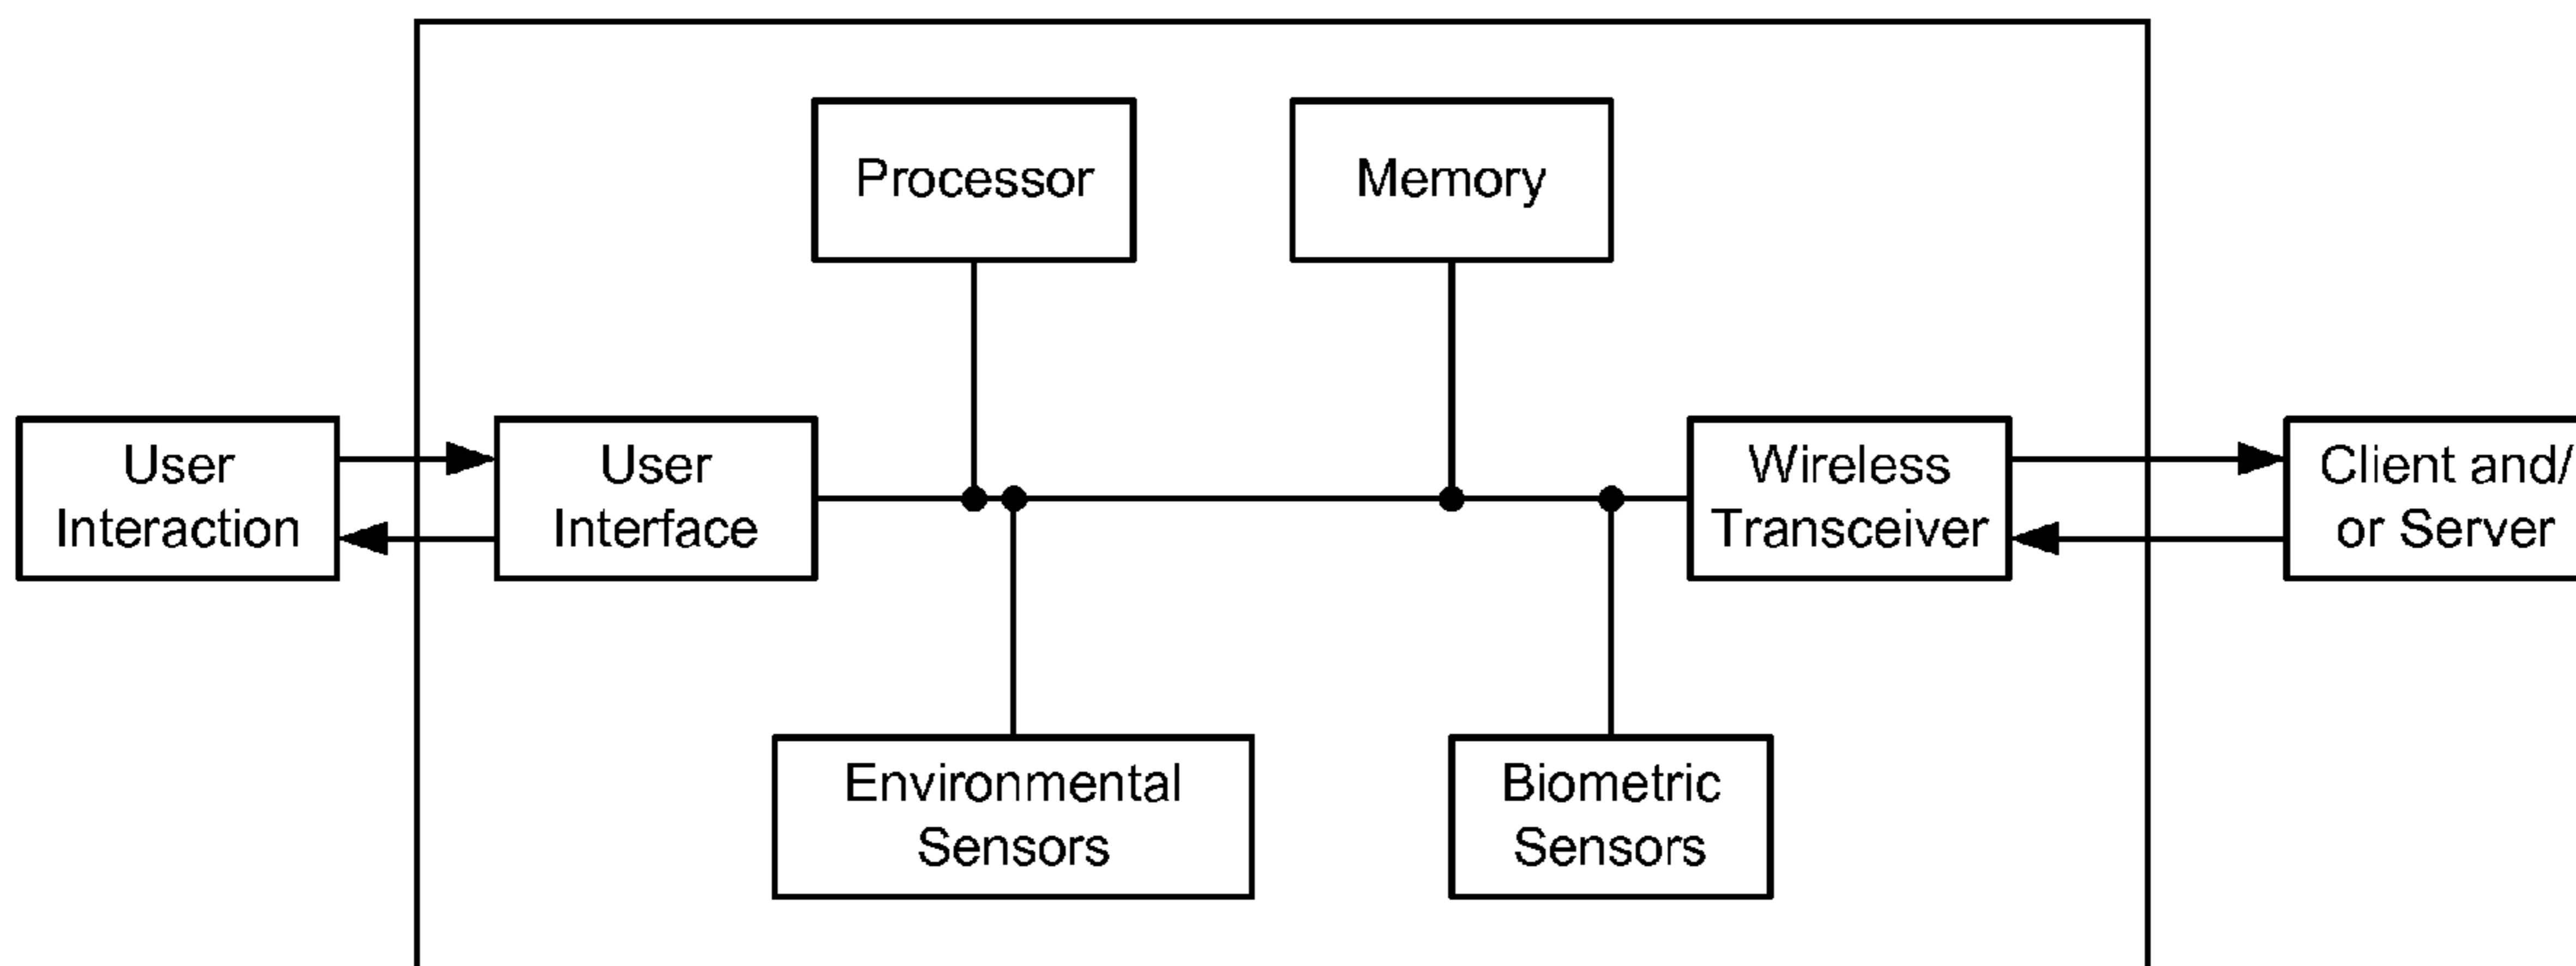 Processor
Memory
User
Interaction
User
Interface
Wireless
Transceiver
Client and/
or Server
Environmental
Sensors
Biometric
Sensors